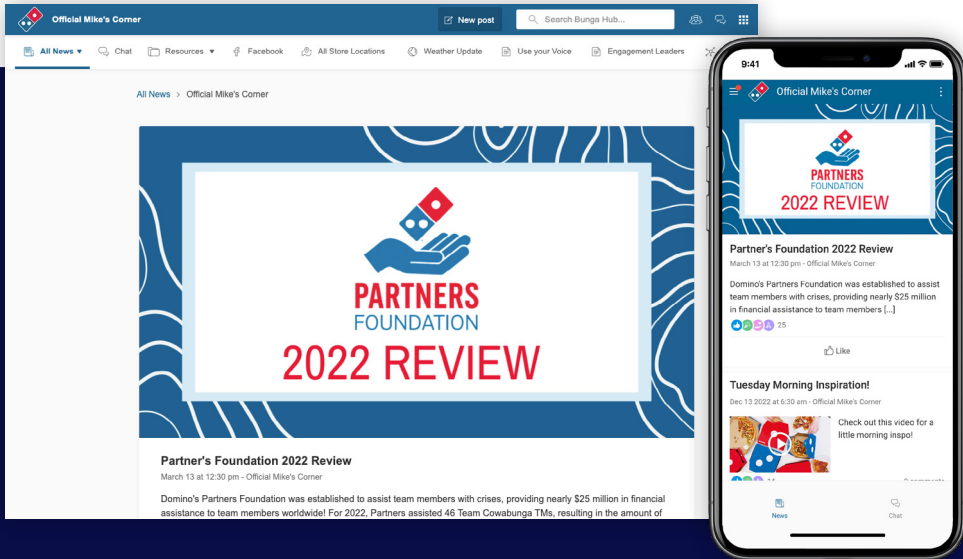 Official Mike's Corner
New post
Search Bunga Hub...
All News ▾
Chat
Resources ▾
Facebook
All Store Locations
Weather Update
Use your Voice
Engagement Leaders
All News > Official Mike's Corner
PARTNERS
FOUNDATION
2022 REVIEW
Partner's Foundation 2022 Review
March 13 at 12:30 pm - Official Mike's Corner
Domino's Partners Foundation was established to assist team members with crises, providing nearly $25 million in financial
assistance to team members worldwide! For 2022, Partners assisted 46 Team Cowabunga TMs, resulting in the amount of
9:41
Official Mike's Corner
PARTNERS
FOUNDATION
2022 REVIEW
Partner's Foundation 2022 Review
March 13 at 12:30 pm - Official Mike's Corner
Domino's Partners Foundation was established to assist
team members with crises, providing nearly $25 million
in financial assistance to team members [...]
25
Like
Tuesday Morning Inspiration!
Dec 13 2022 at 6:30 am - Official Mike's Corner
Check out this video for a
little morning inspo!
News
Chat